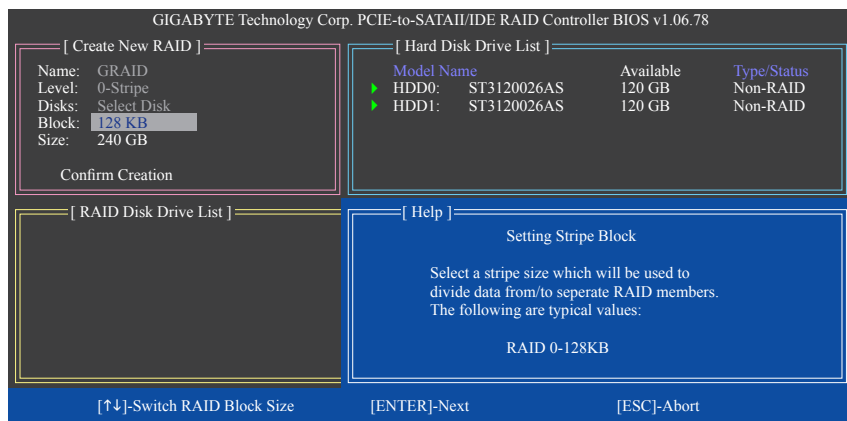 GIGABYTE Technology Corp. PCIE-to-SATAII/IDE RAID Controller BIOS v1.06.78
[ Create New RAID ]
Name: GRAID
Level: 0-Stripe
Disks: Select Disk
Block: 128 KB
Size: 240 GB
Confirm Creation
[ Hard Disk Drive List ]
Model Name Available Type/Status
HDD0: ST3120026AS 120 GB Non-RAID
HDD1: ST3120026AS 120 GB Non-RAID
[ RAID Disk Drive List ]
[ Help ]
Setting Stripe Block
Select a stripe size which will be used to
divide data from/to seperate RAID members.
The following are typical values:
RAID 0-128KB
[↑↓]-Switch RAID Block Size [ENTER]-Next [ESC]-Abort